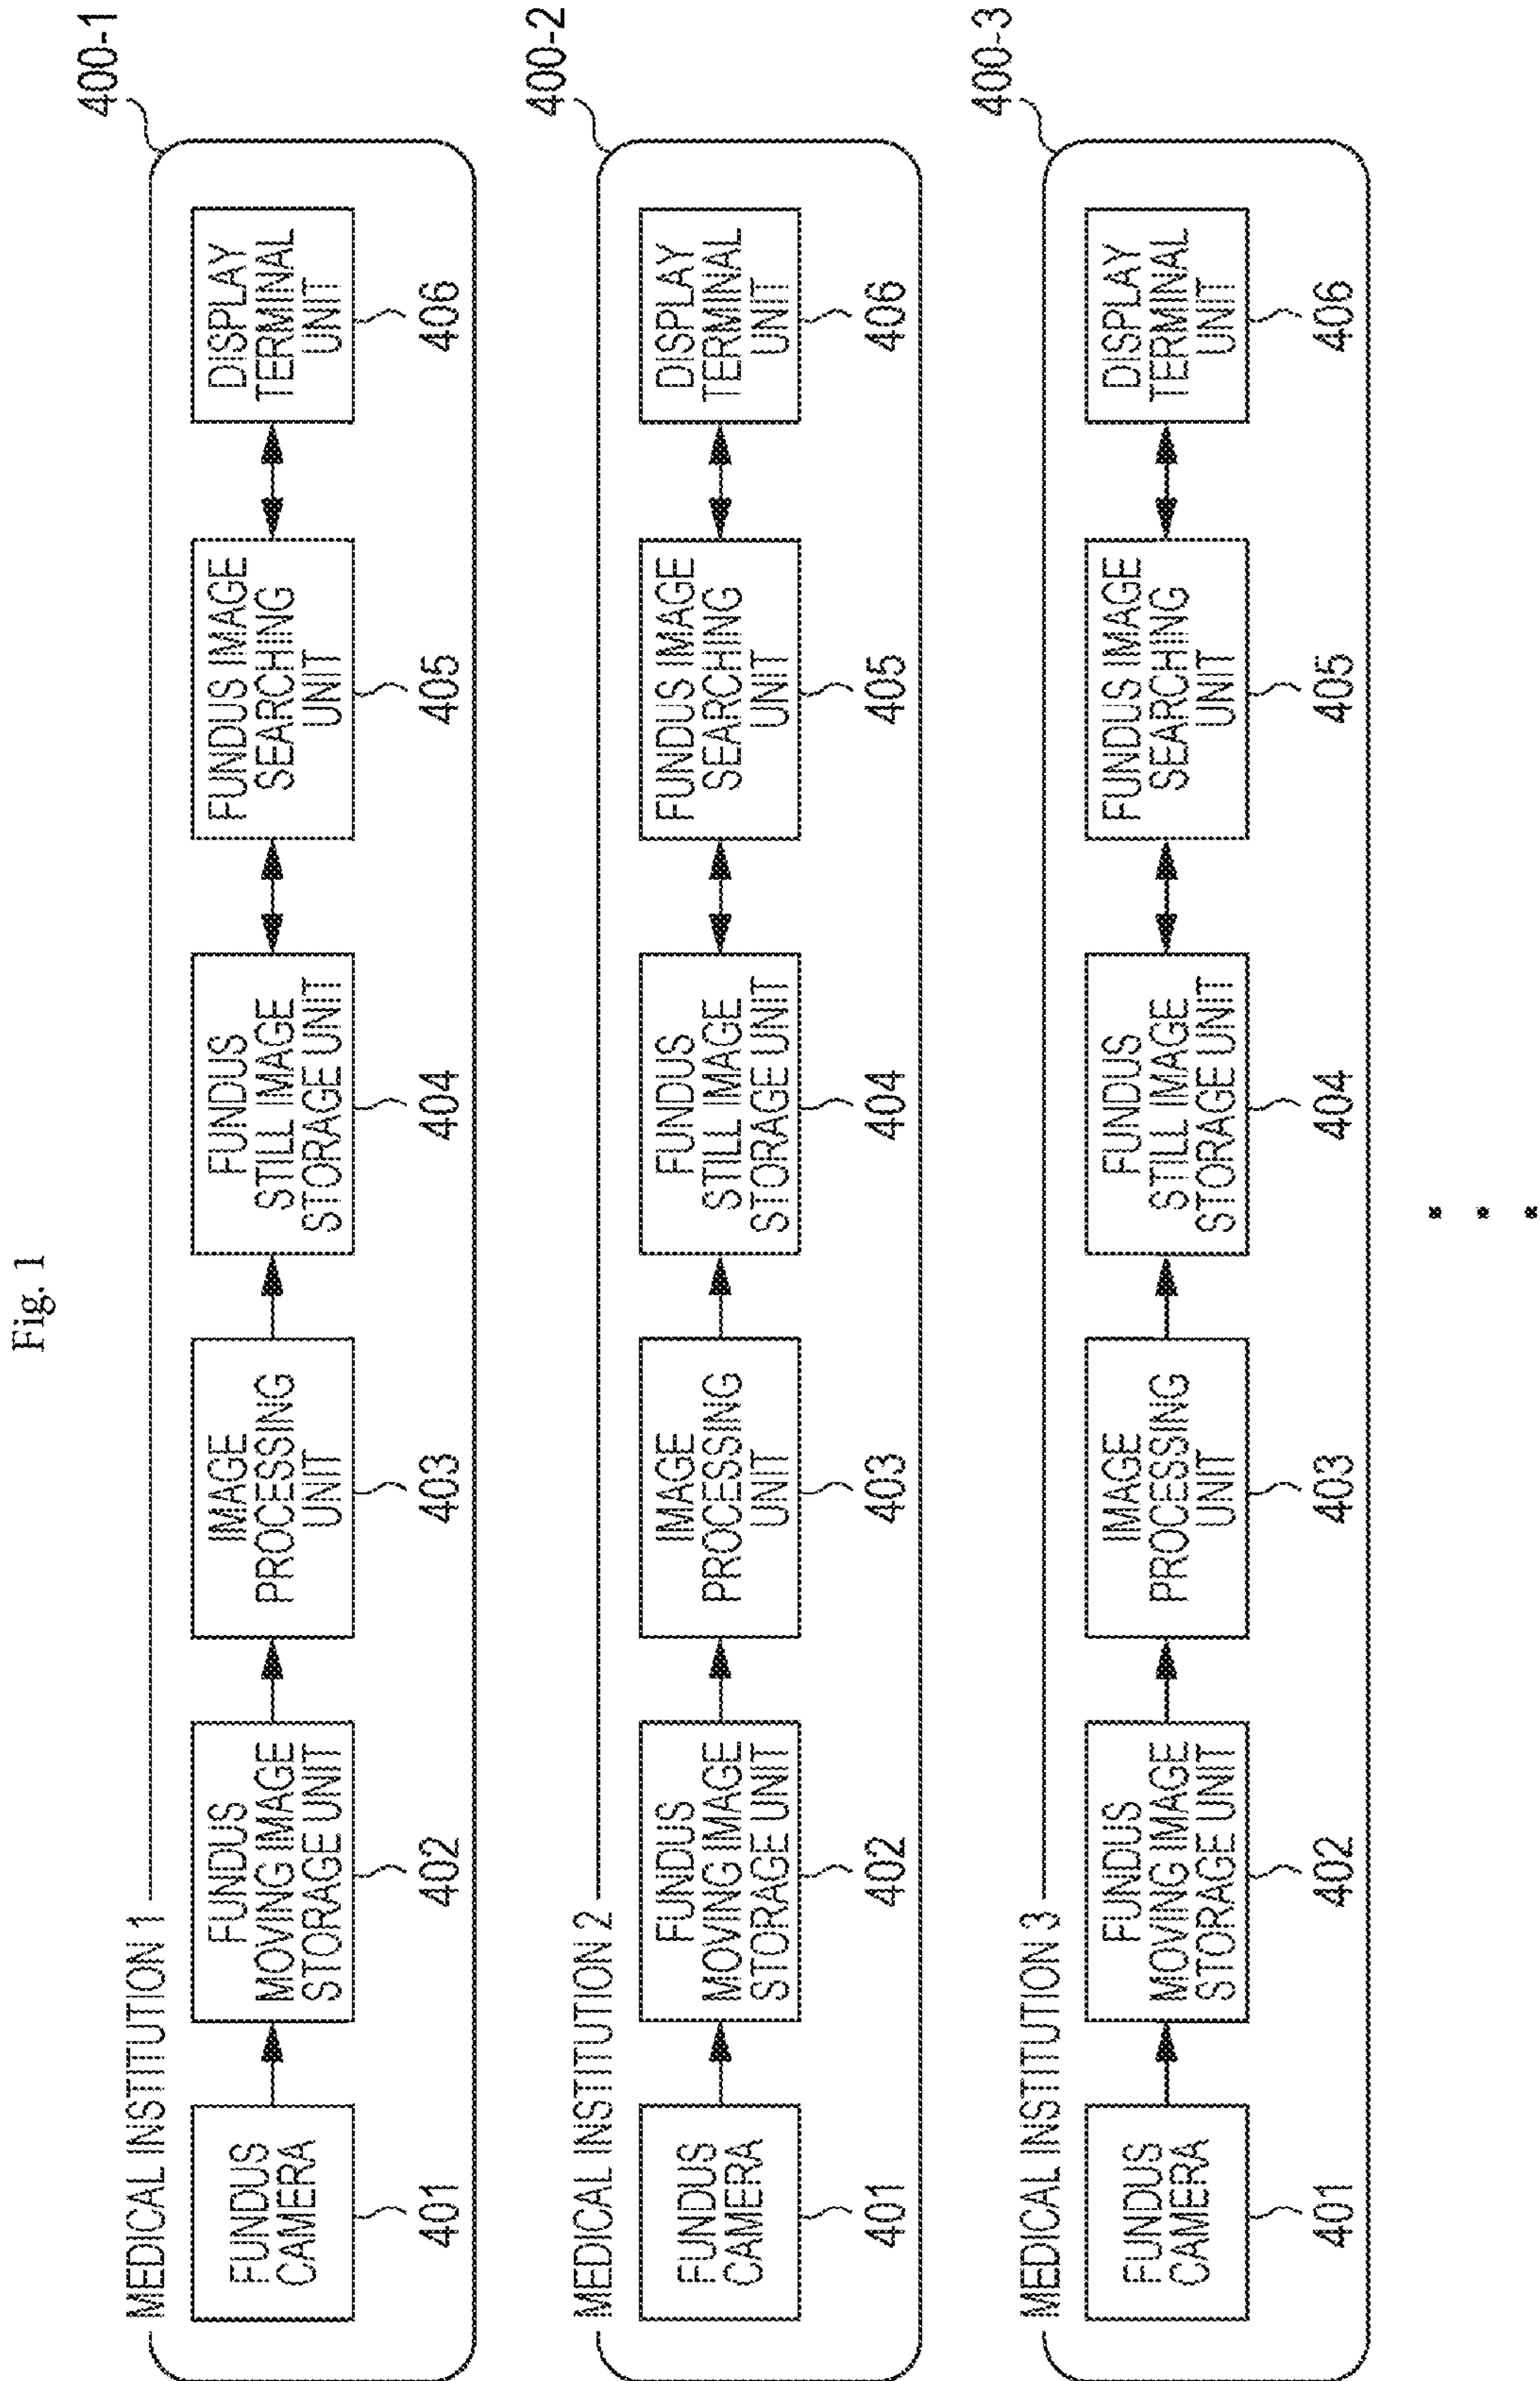 Fig. 1
400-1
MEDICAL INSTITUTION 1
FUNDUS
CAMERA
401
FUNDUS
MOVING IMAGE
STORAGE UNIT
402
IMAGE
PROCESSING
UNIT
403
FUNDUS
STILL IMAGE
STORAGE UNIT
404
FUNDUS IMAGE
SEARCHING
UNIT
405
DISPLAY
TERMINAL
UNIT
406
400-2
MEDICAL INSTITUTION 2
FUNDUS
CAMERA
401
FUNDUS
MOVING IMAGE
STORAGE UNIT
402
IMAGE
PROCESSING
UNIT
403
FUNDUS
STILL IMAGE
STORAGE UNIT
404
FUNDUS IMAGE
SEARCHING
UNIT
405
DISPLAY
TERMINAL
UNIT
406
400-3
MEDICAL INSTITUTION 3
FUNDUS
CAMERA
401
FUNDUS
MOVING IMAGE
STORAGE UNIT
402
IMAGE
PROCESSING
UNIT
403
FUNDUS
STILL IMAGE
STORAGE UNIT
404
FUNDUS IMAGE
SEARCHING
UNIT
405
DISPLAY
TERMINAL
UNIT
406